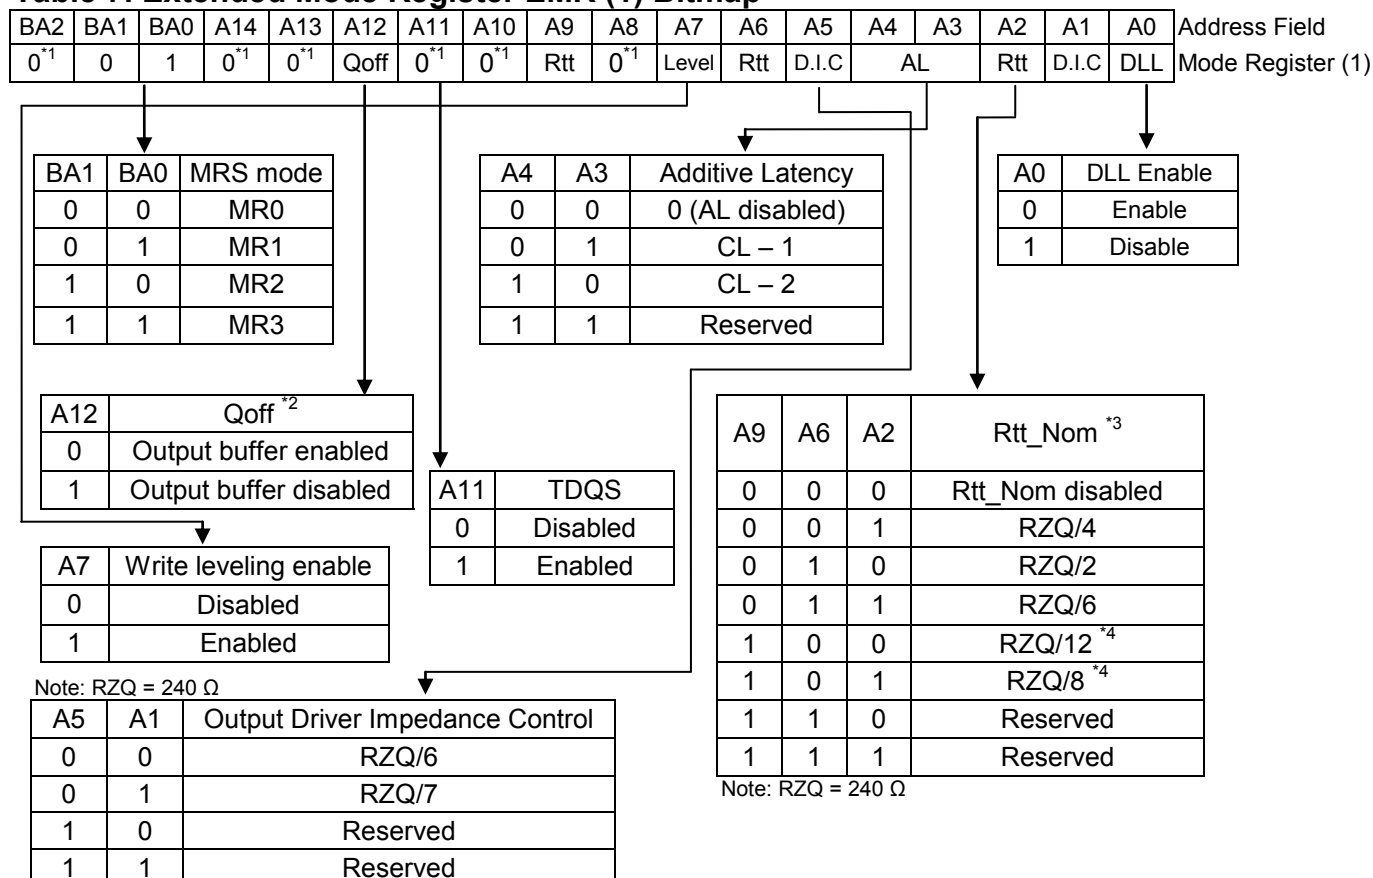 Table 7. Extended Mode Register EMR (1) Bitmap
BA2 BA1 BA0 A14 A13 A12 A11 A10 A9 A8 A7 A6 A5 A4 A3 A2 A1 A0 Address Field
0*1 0 1 0*1 0*1 Qoff 0*1 0*1 Rtt 0*1 Level Rtt D.I.C AL Rtt D.I.C DLL Mode Register (1)
BA1 BA0 MRS mode
0 0 MR0
0 1 MR1
1 0 MR2
1 1 MR3
A4 A3 Additive Latency
0 0 0 (AL disabled)
0 1 CL – 1
1 0 CL – 2
1 1 Reserved
A0 DLL Enable
0 Enable
1 Disable
A12 Qoff *2
0 Output buffer enabled
1 Output buffer disabled
A11 TDQS
0 Disabled
1 Enabled
A9 A6 A2 Rtt_Nom *3
0 0 0 Rtt_Nom disabled
0 0 1 RZQ/4
0 1 0 RZQ/2
0 1 1 RZQ/6
1 0 0 RZQ/12 *4
1 0 1 RZQ/8 *4
1 1 0 Reserved
1 1 1 Reserved
Note: RZQ = 240 Ω
A7 Write leveling enable
0 Disabled
1 Enabled
Note: RZQ = 240 Ω
A5 A1 Output Driver Impedance Control
0 0 RZQ/6
0 1 RZQ/7
1 0 Reserved
1 1 Reserved